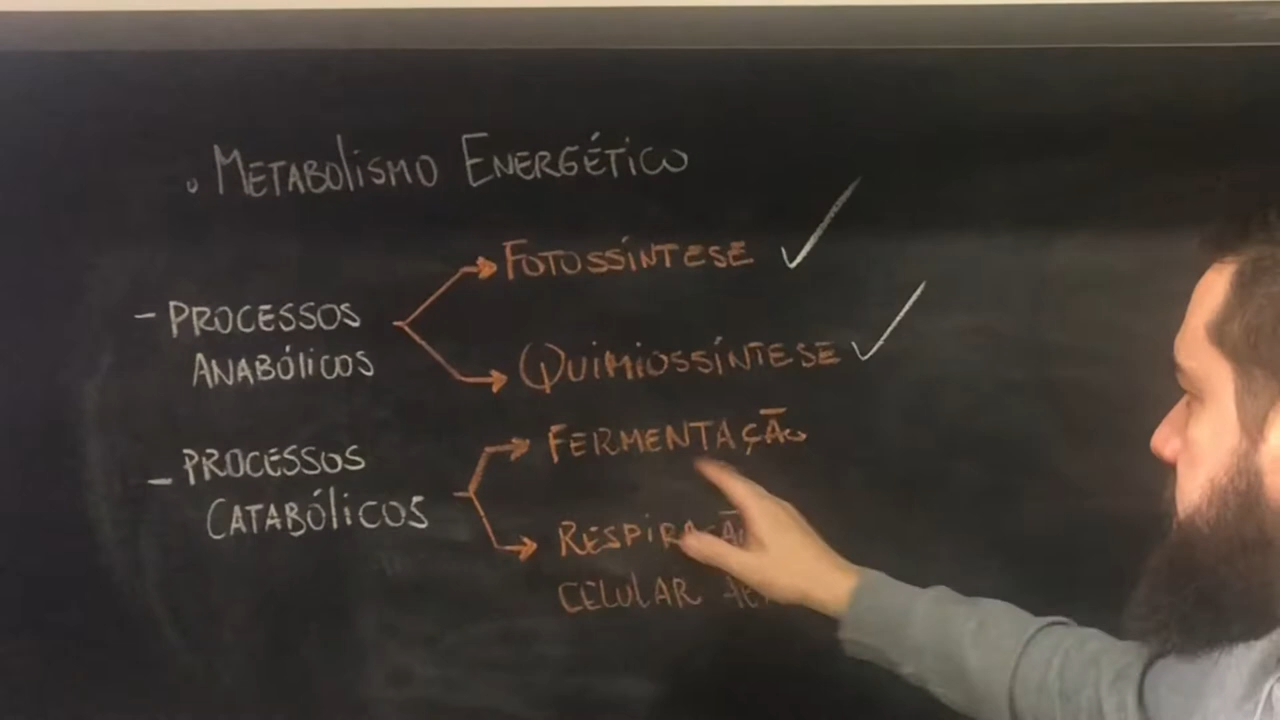 Metabolismo Energético
Fotossíntese
- Processos
Anabólicos
Quimiossíntese
Fermentação
- Processos
Catabólicos
Celular